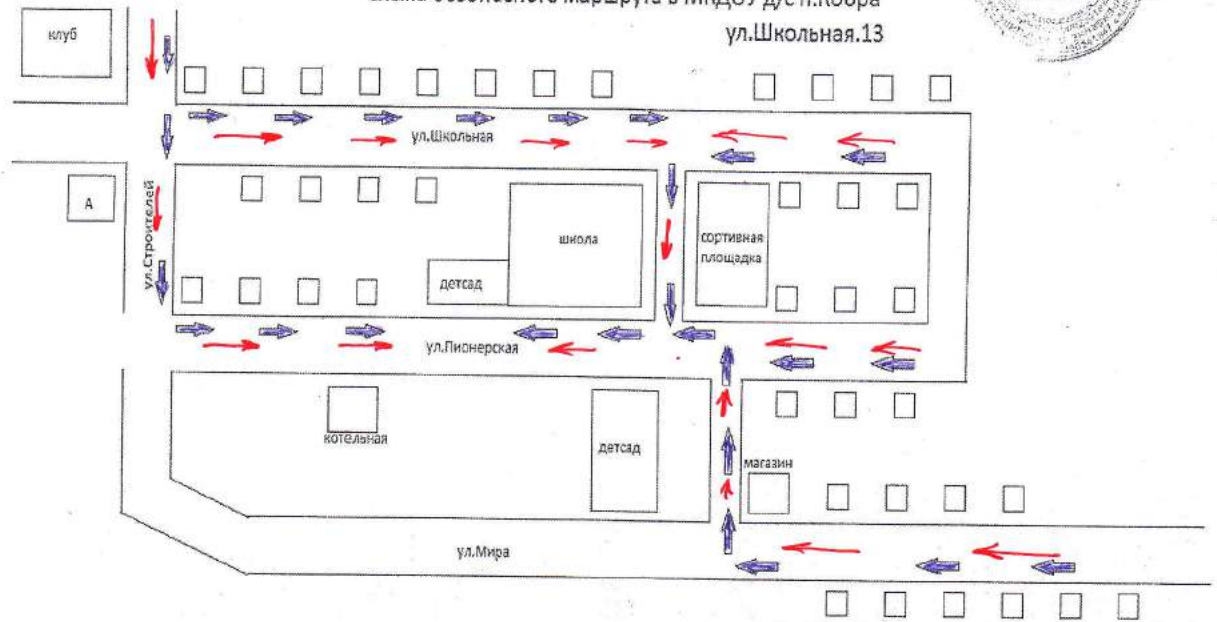 ул.Школьная.13
клуб
ул.Школьная
А
ул.Строителей
школа
сортивная
площадка
детсад
ул.Пионерская
котельная
детсад
магазин
ул.Мира